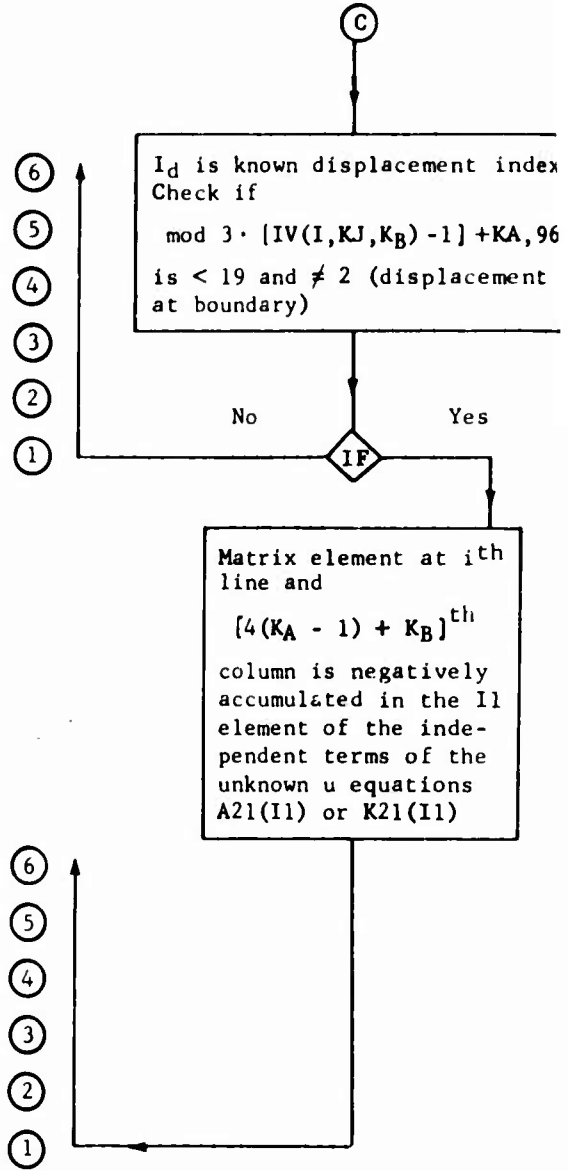 C
6
5
4
3
2
1
I_d is known displacement index
Check if
mod 3· [IV(I,KJ,K_B) -1] +KA,96
is < 19 and ≠ 2 (displacement
at boundary)
No
Yes
IF
Matrix element at i^th
line and
[4(K_A - 1) + K_B]^th
column is negatively
accumulated in the I1
element of the inde-
pendent terms of the
unknown u equations
A21(I1) or K21(I1)
6
5
4
3
2
1